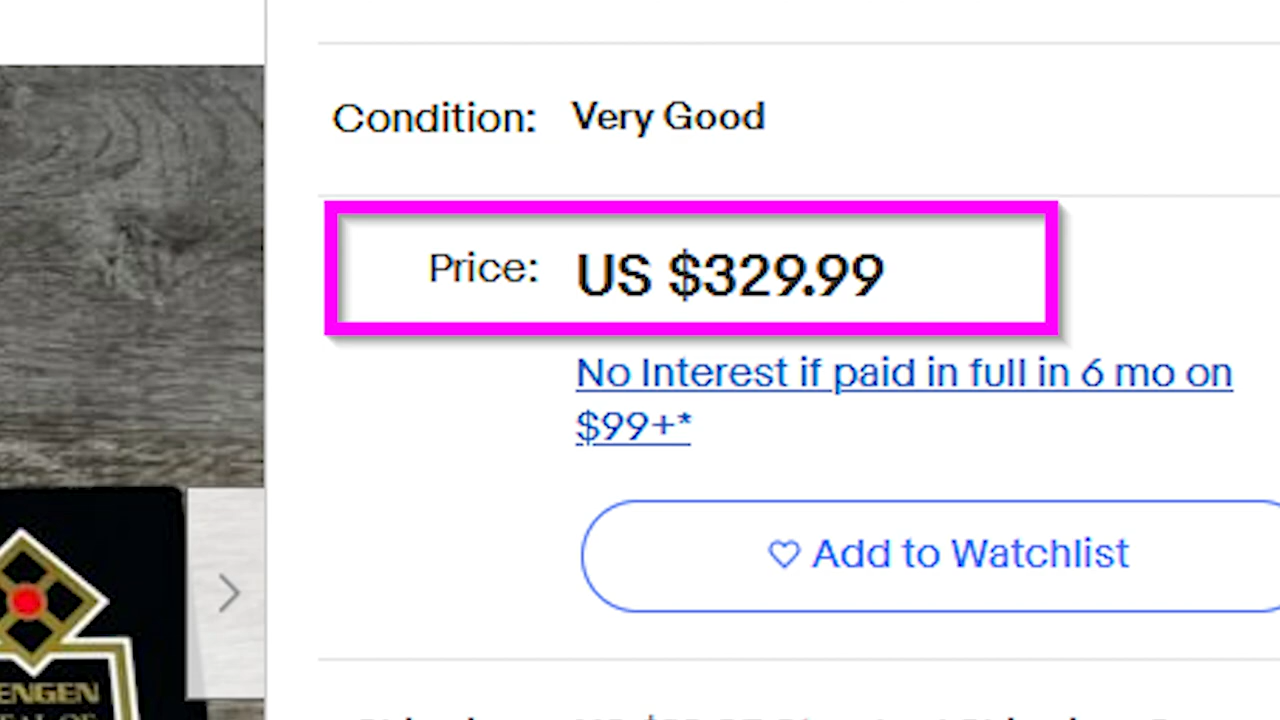 Condition: Very Good
Price: US $329.99
No Interest if paid in full in 6 mo on
$99+*
Add to Watchlist
ENGEN